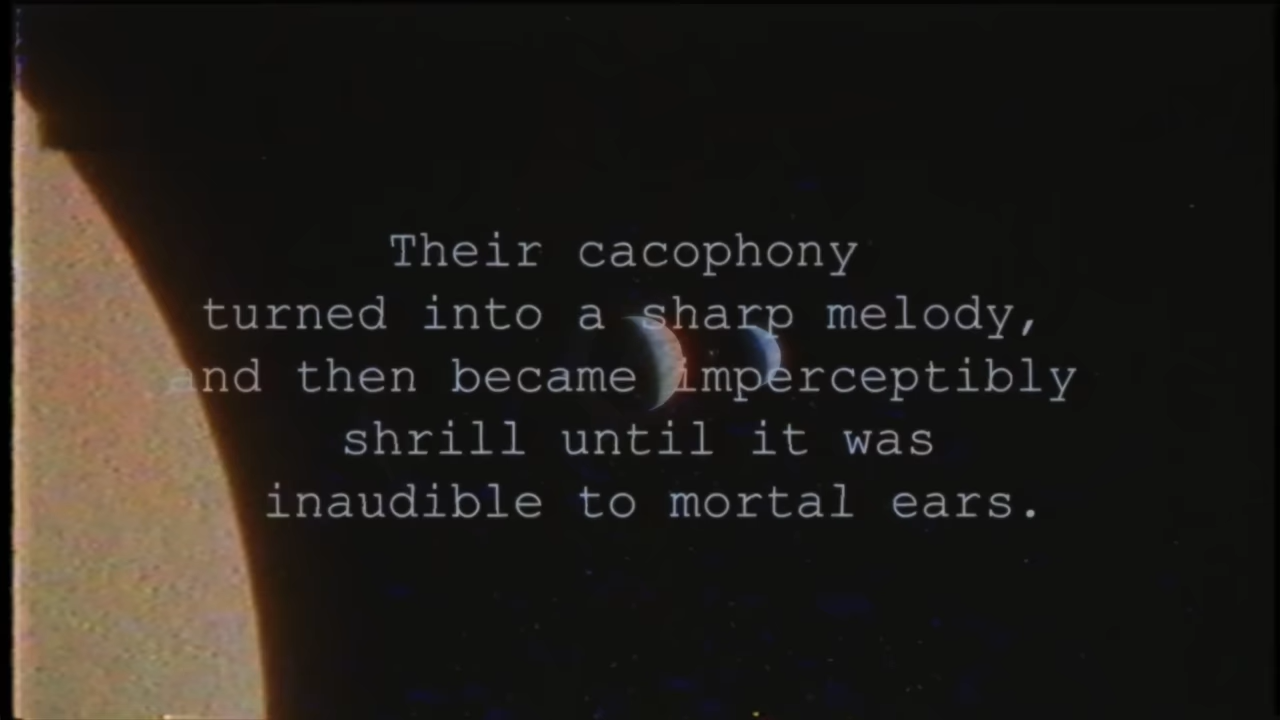 Their cacophony
turned into a sharp melody,
and then became imperceptibly
shrill until it was
inaudible to mortal ears.